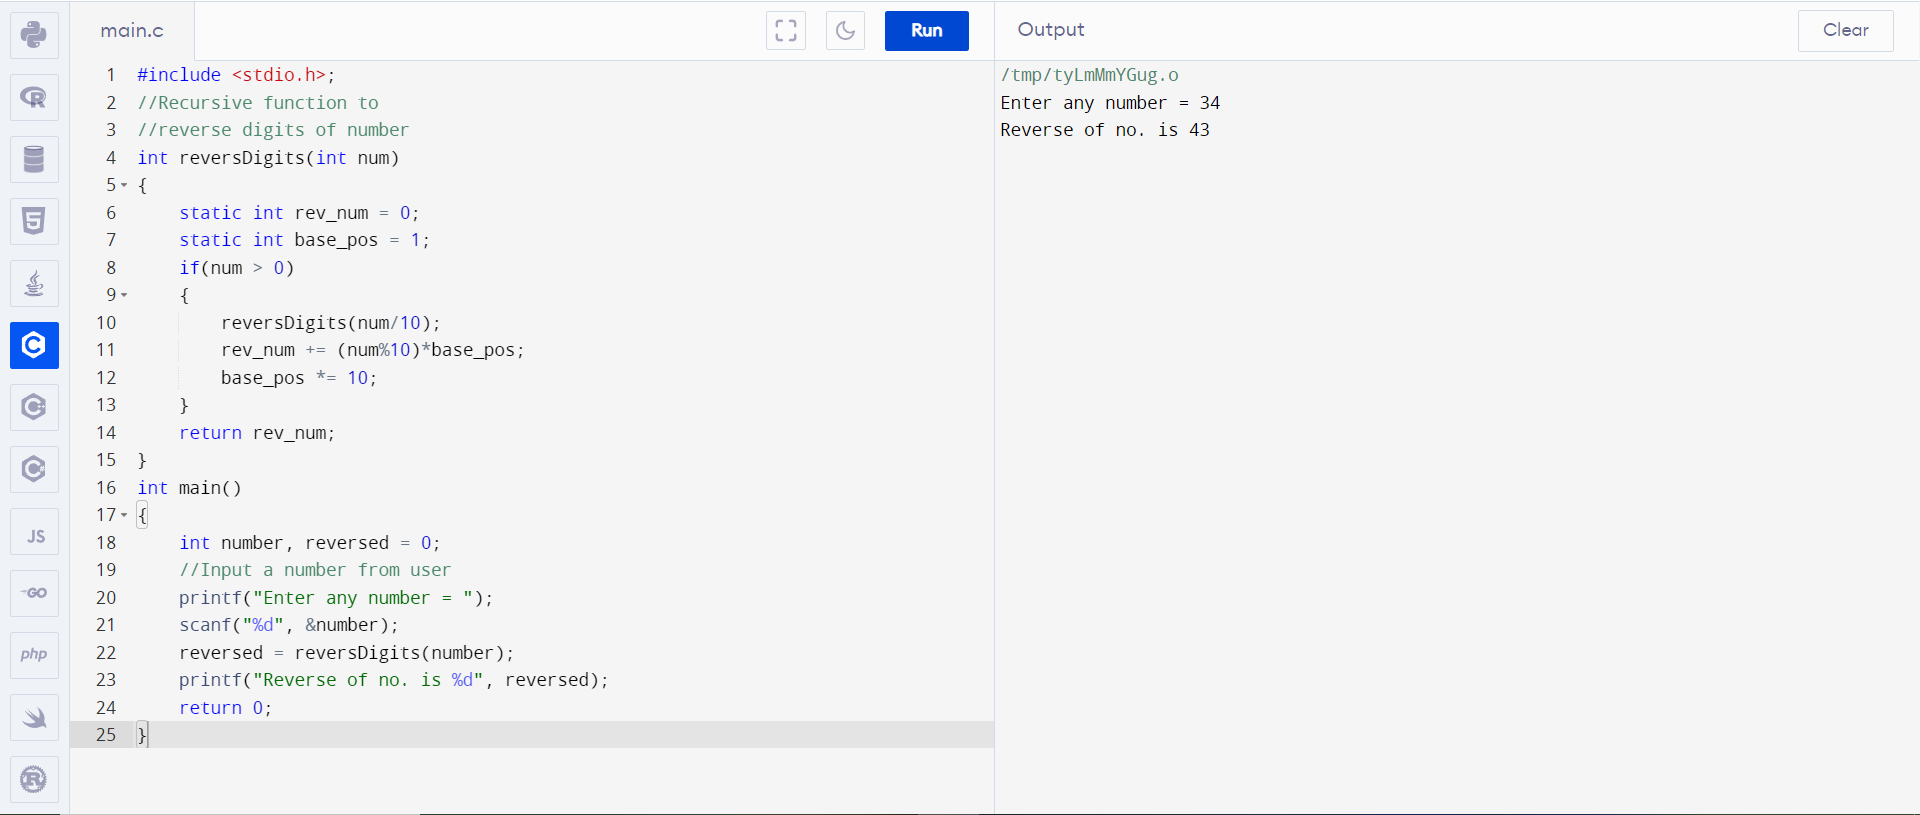 main.c
Run
Output
Clear
1 #include <stdio.h>;
2 //Recursive function to
3 //reverse digits of number
4 int reversDigits(int num)
5 {
6 static int rev_num = 0;
7 static int base_pos = 1;
8 if(num > 0)
9 {
10 reversDigits(num/10);
11 rev_num += (num%10)*base_pos;
12 base_pos *= 10;
13 }
14 return rev_num;
15 }
16 int main()
17 {
18 int number, reversed = 0;
19 //Input a number from user
20 printf("Enter any number = ");
21 scanf("%d", &number);
22 reversed = reversDigits(number);
23 printf("Reverse of no. is %d", reversed);
24 return 0;
25 }
/tmp/tyLmMmYGug.o
Enter any number = 34
Reverse of no. is 43
R
5
C
C
C#
JS
GO
php
R